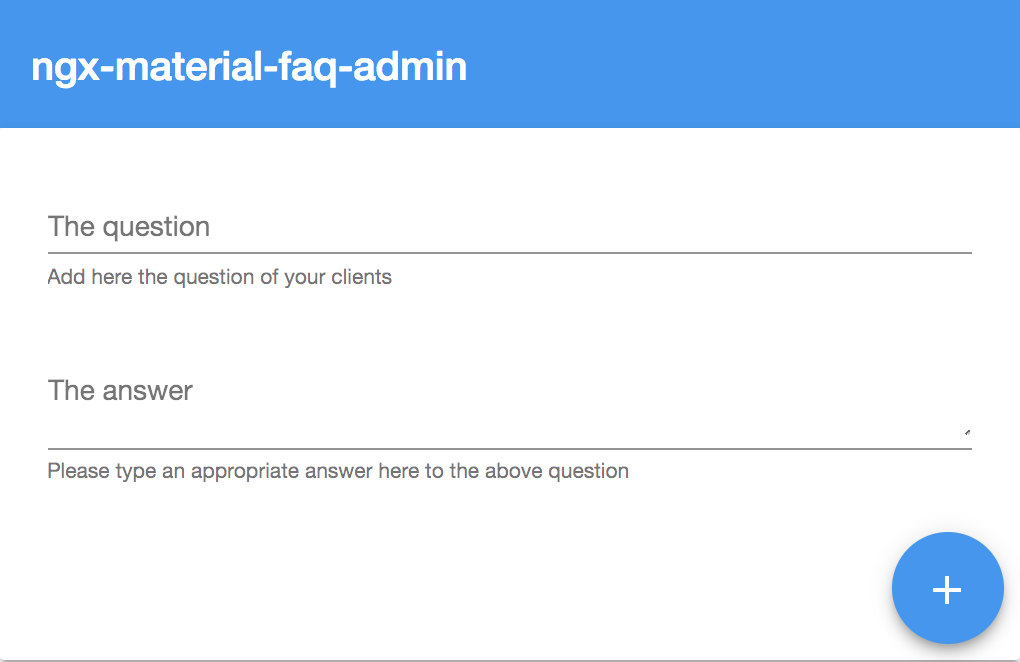 ngx-material-faq-admin
The question
Add here the question of your clients
The answer
Please type an appropriate answer here to the above question